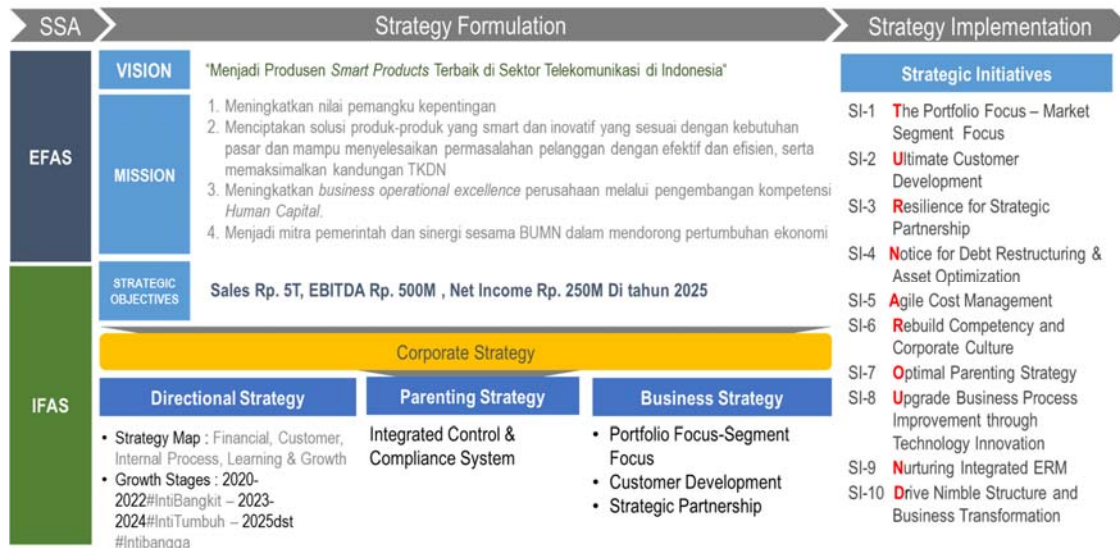 SSA
Strategy Formulation
Strategy Implementation
EFAS
IFAS
VISION
"Menjadi Produsen Smart Products Terbaik di Sektor Telekomunikasi di Indonesia"
MISSION
1. Meningkatkan nilai pemangku kepentingan
2. Menciptakan solusi produk-produk yang smart dan inovatif yang sesuai dengan kebutuhan
pasar dan mampu menyelesaikan permasalahan pelanggan dengan efektif dan efisien, serta
memaksimalkan kandungan TKDN
3. Meningkatkan business operational excellence perusahaan melalui pengembangan kompetensi
Human Capital.
4. Menjadi mitra pemerintah dan sinergi sesama BUMN dalam mendorong pertumbuhan ekonomi
STRATEGIC
OBJECTIVES
Sales Rp. 5T, EBITDA Rp. 500M , Net Income Rp. 250M Di tahun 2025
Corporate Strategy
Directional Strategy
• Strategy Map : Financial, Customer,
Internal Process, Learning & Growth
• Growth Stages : 2020-
2022#IntiBangkit – 2023-
2024#IntiTumbuh – 2025dst
#Intibangga
Parenting Strategy
Integrated Control &
Compliance System
Business Strategy
• Portfolio Focus-Segment
Focus
• Customer Development
• Strategic Partnership
Strategic Initiatives
SI-1 The Portfolio Focus – Market
Segment Focus
SI-2 Ultimate Customer
Development
SI-3 Resilience for Strategic
Partnership
SI-4 Notice for Debt Restructuring &
Asset Optimization
SI-5 Agile Cost Management
SI-6 Rebuild Competency and
Corporate Culture
SI-7 Optimal Parenting Strategy
SI-8 Upgrade Business Process
Improvement through
Technology Innovation
SI-9 Nurturing Integrated ERM
SI-10 Drive Nimble Structure and
Business Transformation